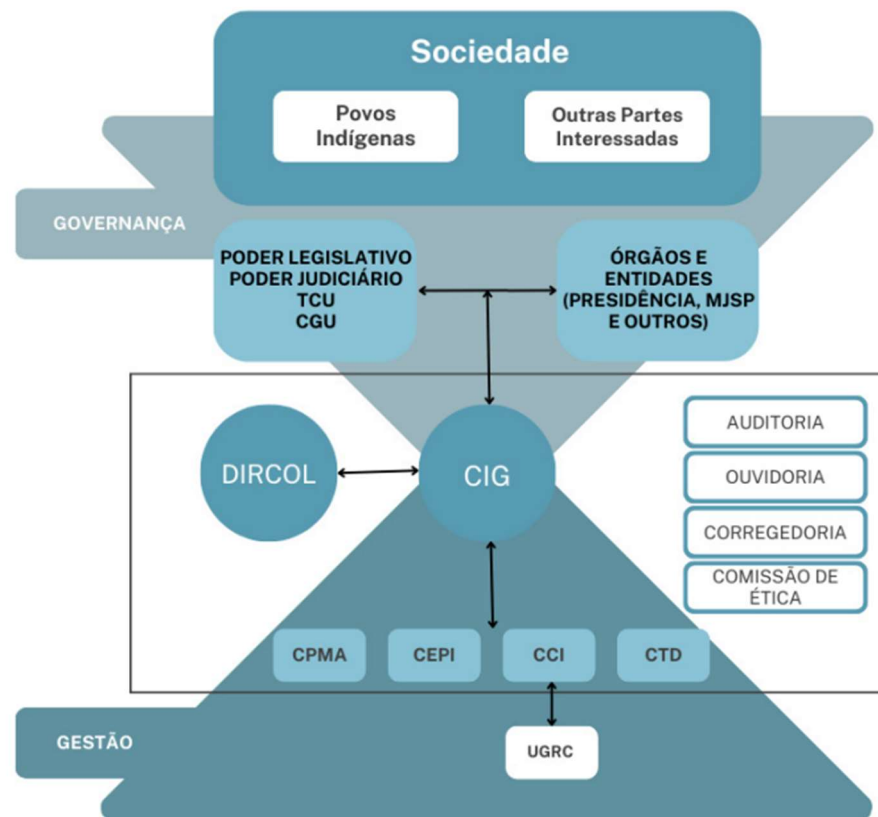 Sociedade
Povos
Indígenas
Outras Partes
Interessadas
GOVERNANÇA
PODER LEGISLATIVO
PODER JUDICIÁRIO
TCU
CGU
ÓRGÃOS E
ENTIDADES
(PRESIDÊNCIA, MJSP
E OUTROS)
DIRCOL
CIG
AUDITORIA
OUVIDORIA
CORREGEDORIA
COMISSÃO DE
ÉTICA
CPMA
CEPI
CCI
CTD
GESTÃO
UGRC